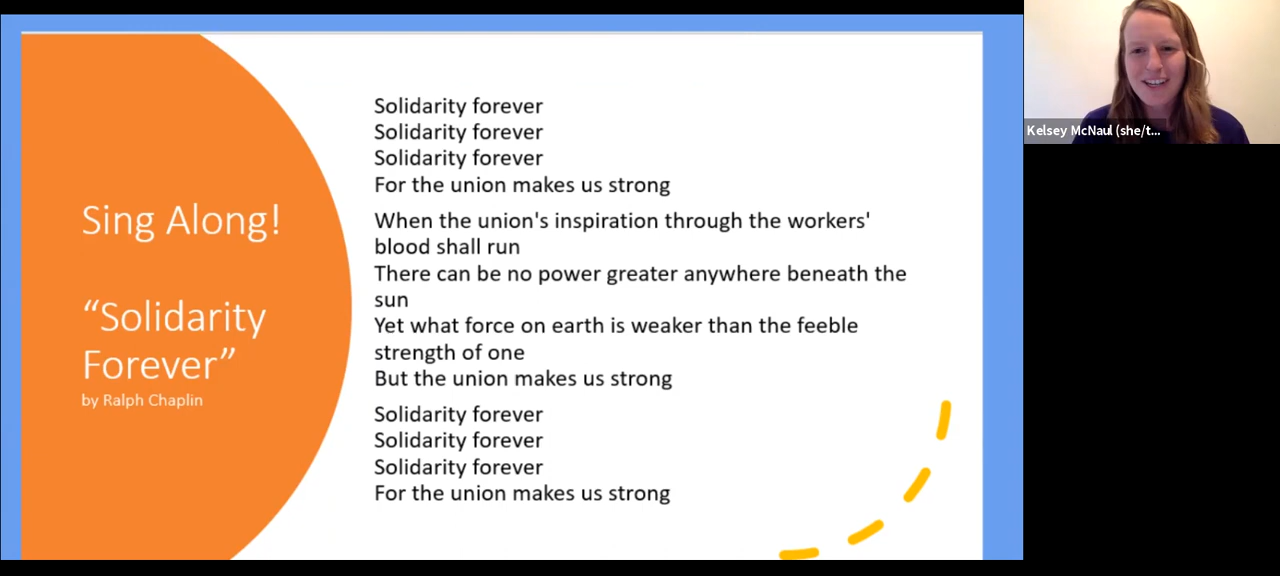 Sing Along!
“Solidarity
Forever”
by Ralph Chaplin
Solidarity forever
Solidarity forever
Solidarity forever
For the union makes us strong
When the union's inspiration through the workers'
blood shall run
There can be no power greater anywhere beneath the
sun
Yet what force on earth is weaker than the feeble
strength of one
But the union makes us strong
Solidarity forever
Solidarity forever
Solidarity forever
For the union makes us strong
Kelsey McNaul (she/t...